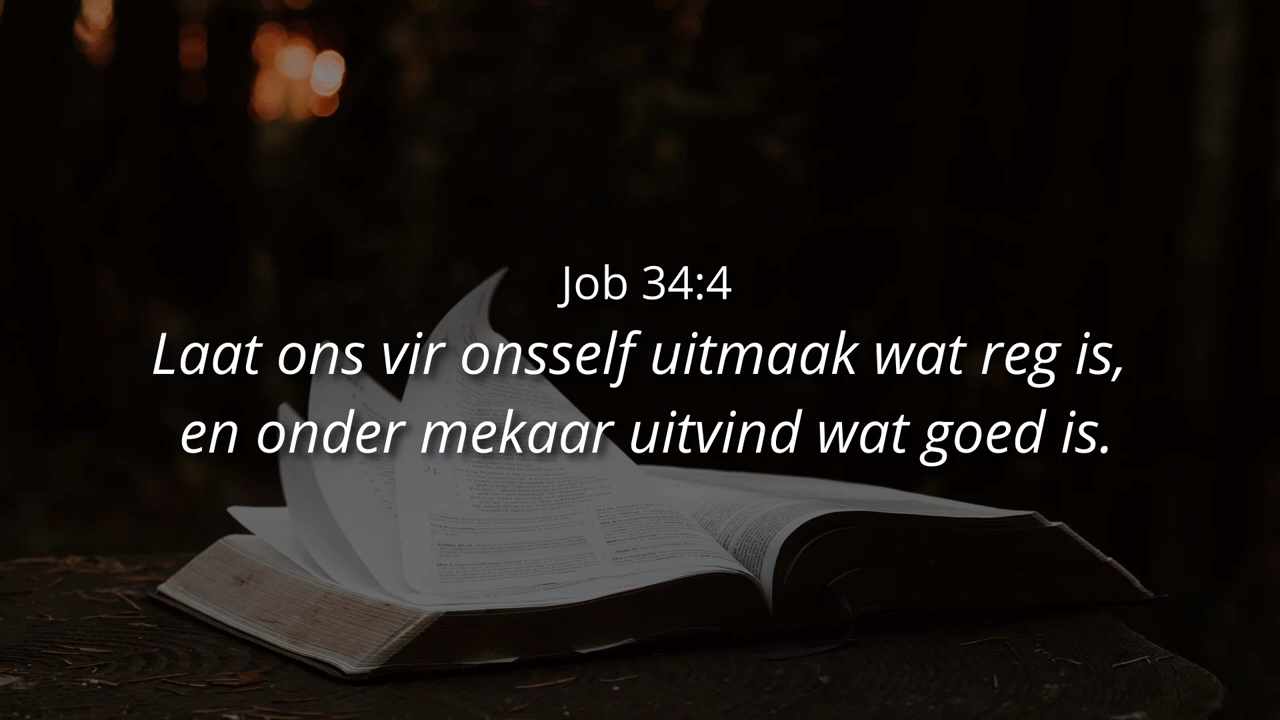 Job 34:4
Laat ons vir onsself uitmaak wat reg is,
en onder mekaar uitvind wat goed is.